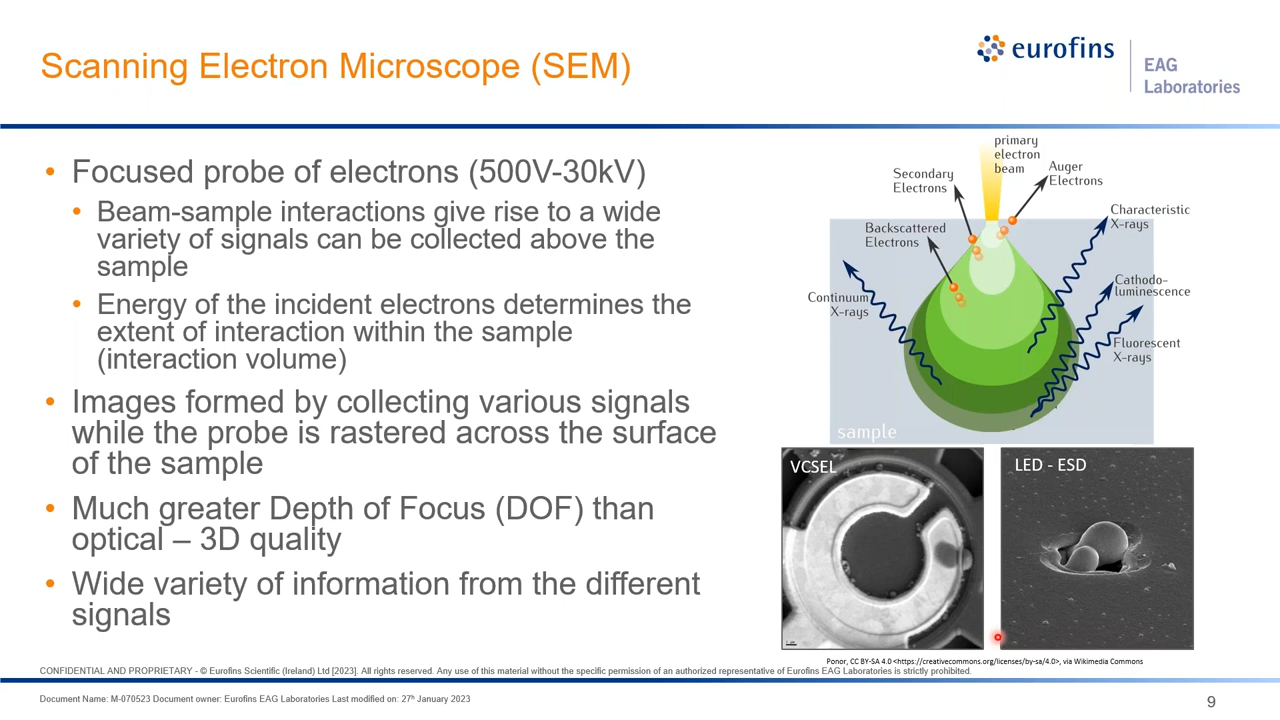 Scanning Electron Microscope (SEM)
eurofins
EAG
Laboratories
• Focused probe of electrons (500V-30kV)
• Beam-sample interactions give rise to a wide
variety of signals can be collected above the
sample
• Energy of the incident electrons determines the
extent of interaction within the sample
(interaction volume)
• Images formed by collecting various signals
while the probe is rastered across the surface
of the sample
• Much greater Depth of Focus (DOF) than
optical – 3D quality
• Wide variety of information from the different
signals
primary
electron
beam
Secondary
Electrons
Auger
Electrons
Backscattered
Electrons
Characteristic
X-rays
Continuum
X-rays
Cathodo-
luminescence
Fluorescent
X-rays
sample
VCSEL
LED - ESD
Ponor, CC BY-SA 4.0 <https://creativecommons.org/licenses/by-sa/4.0>, via Wikimedia Commons
CONFIDENTIAL AND PROPRIETARY - © Eurofins Scientific (Ireland) Ltd [2023]. All rights reserved. Any use of this material without the specific permission of an authorized representative of Eurofins EAG Laboratories is strictly prohibited.
Document Name: M-070523 Document owner: Eurofins EAG Laboratories Last modified on: 27th January 2023
9